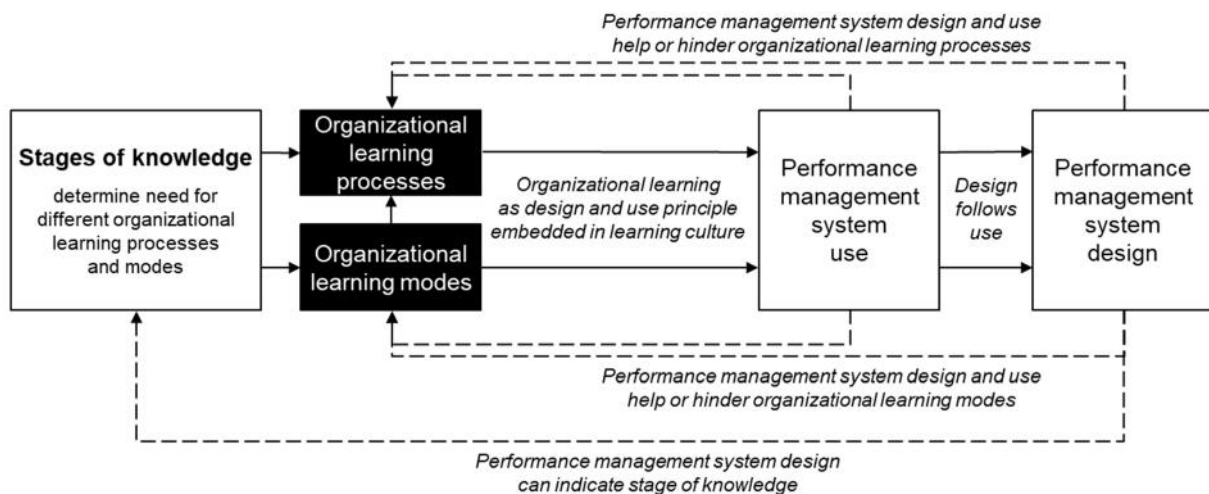 Performance management system design and use
help or hinder organizational learning processes
Stages of knowledge
determine need for
different organizational
learning processes
and modes
Organizational
learning
processes
Organizational
learning modes
Organizational learning
as design and use principle
embedded in learning culture
Performance
management
system
use
Design
follows
use
Performance
management
system
design
Performance management system design and use
help or hinder organizational learning modes
Performance management system design
can indicate stage of knowledge